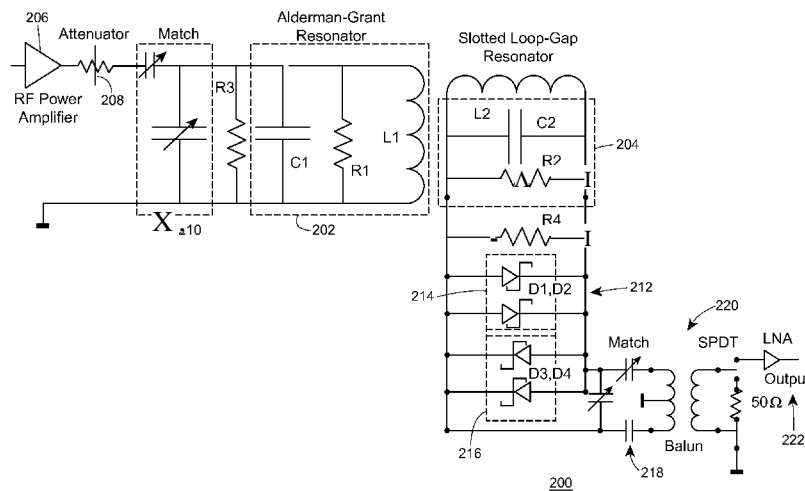 206
Attenuator
Match
Alderman-Grant
Resonator
Slotted Loop-Gap
Resonator
RF Power
Amplifier
208
R3
C1
R1
L1
L2
C2
R2
204
X
210
202
R4
214
D1,D2
212
D3,D4
216
Match
220
SPDT
LNA
Output
50Ω
222
Balun
218
200